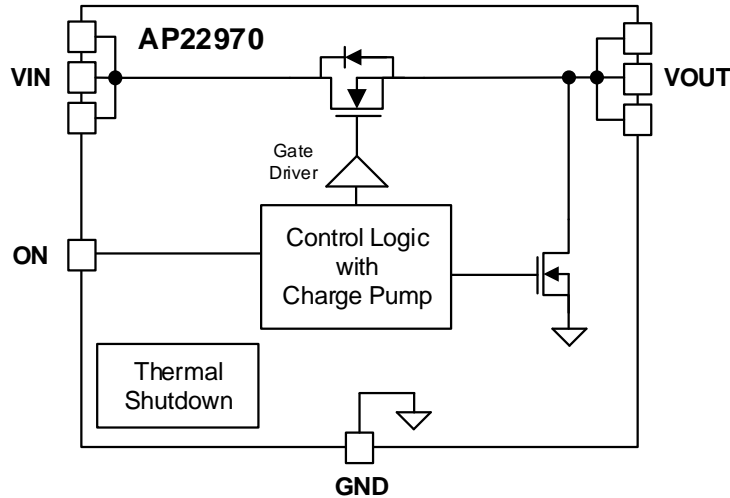 AP22970
VIN
VOUT
Gate
Driver
ON
Control Logic
with
Charge Pump
Thermal
Shutdown
GND